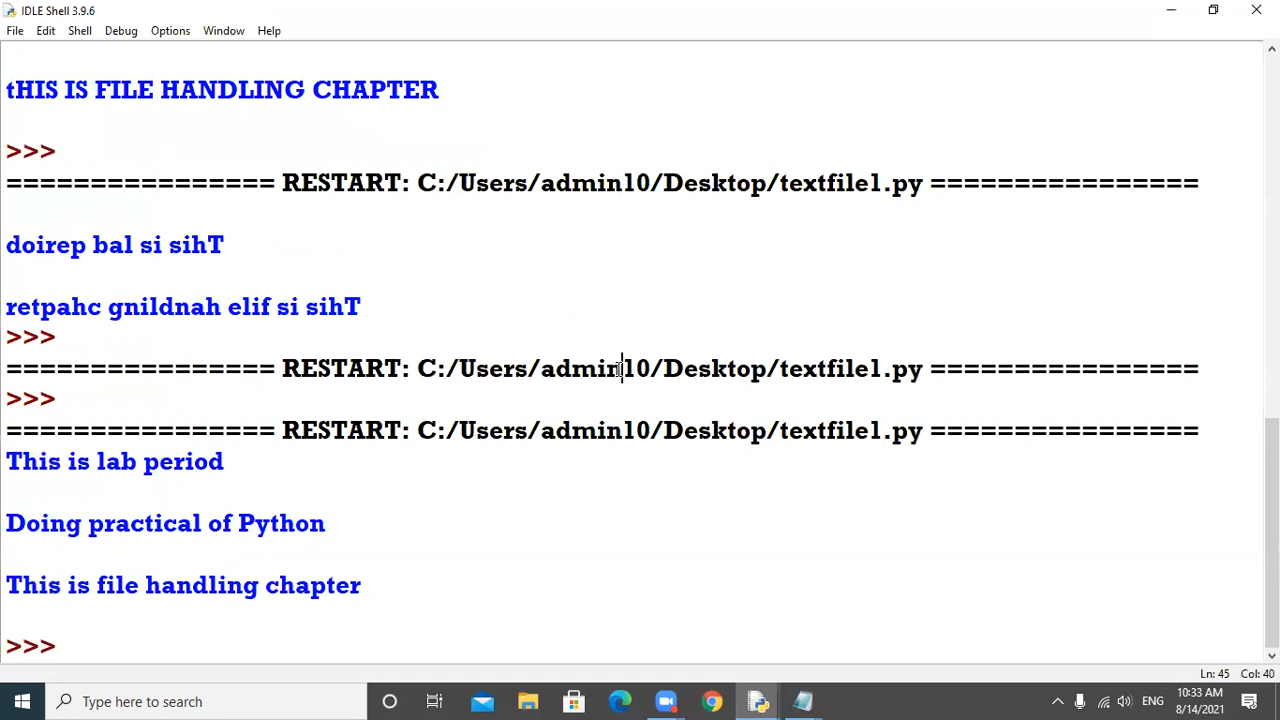 IDLE Shell 3.9.6
File Edit Shell Debug Options Window Help
tHIS IS FILE HANDLING CHAPTER
>>>
================ RESTART: C:/Users/admin10/Desktop/textfile1.py ================
doirep bal si sihT
retpahc gnildnah elif si sihT
>>>
================ RESTART: C:/Users/admin10/Desktop/textfile1.py ================
>>>
================ RESTART: C:/Users/admin10/Desktop/textfile1.py ================
This is lab period
Doing practical of Python
This is file handling chapter
>>>
Ln: 45 Col: 40
Type here to search
ENG
10:33 AM
8/14/2021